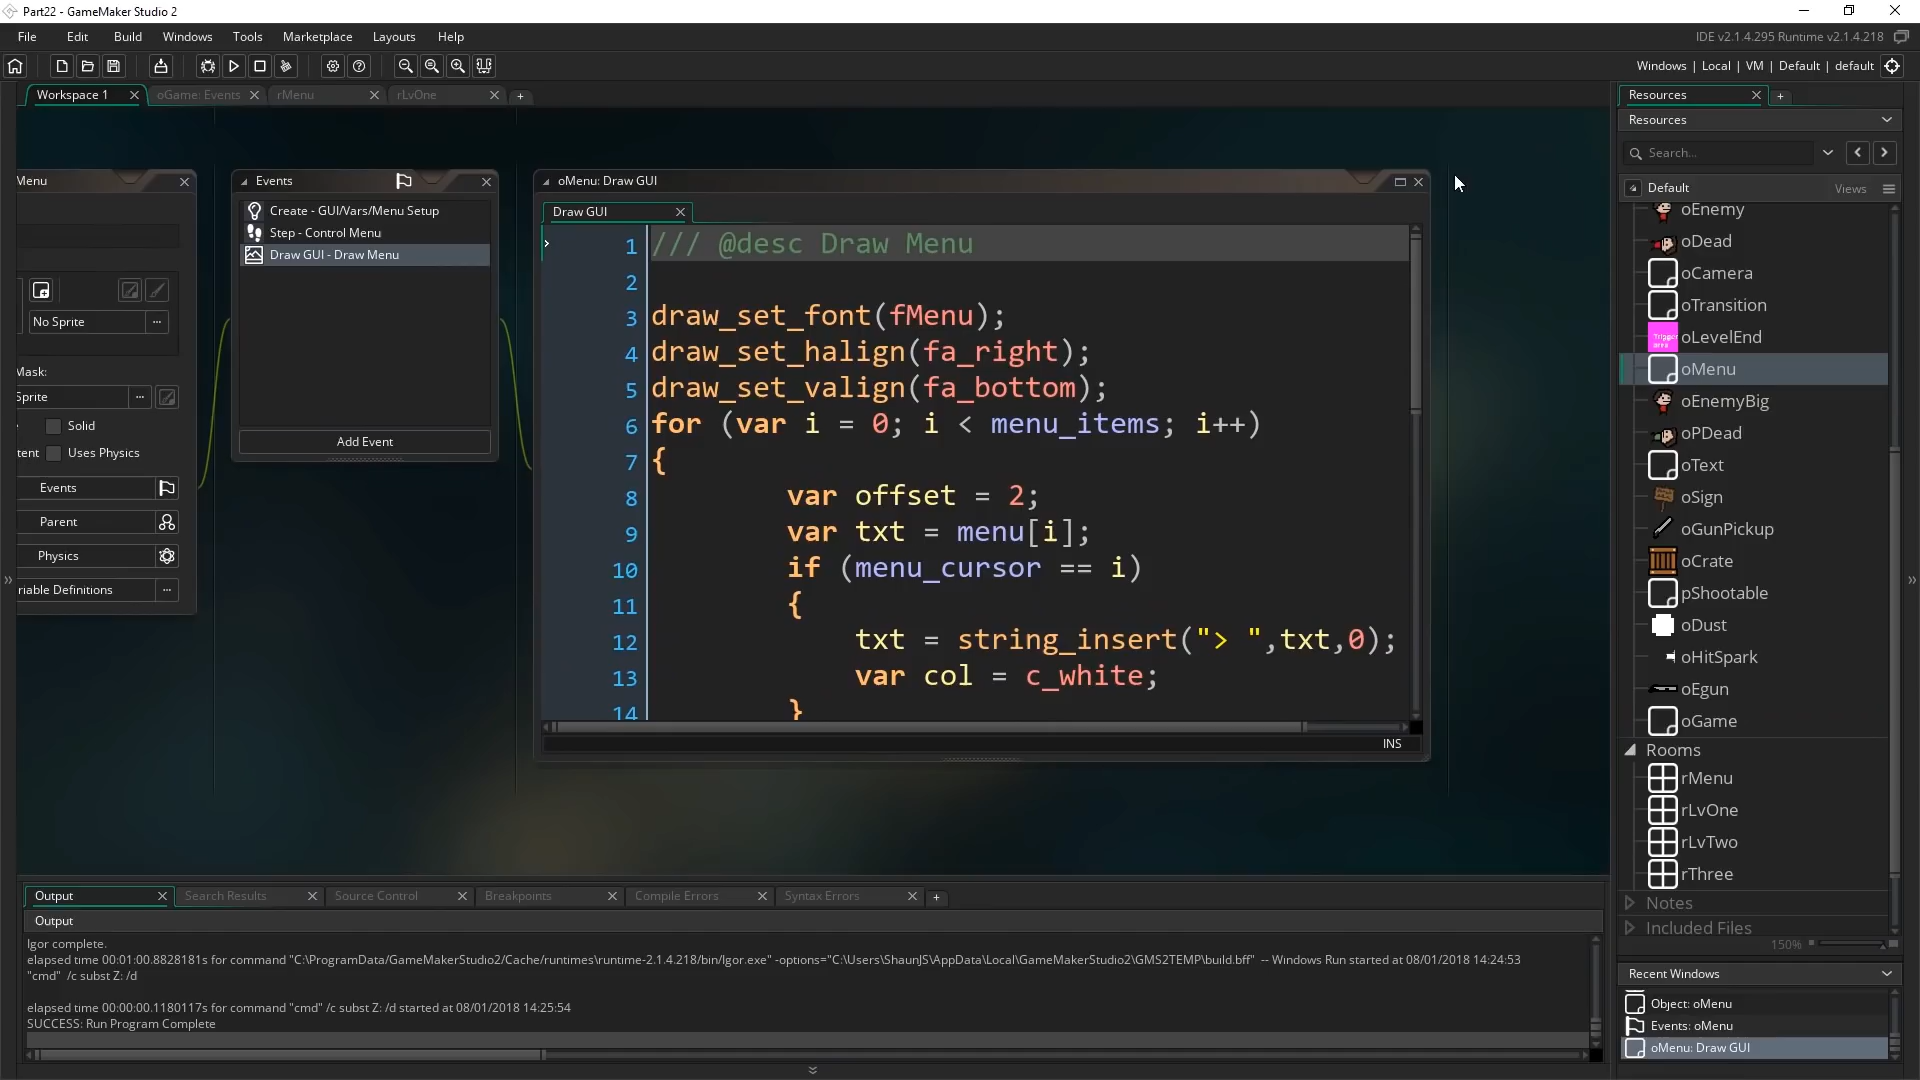 Part22 - GameMaker Studio 2
File Edit Build Windows Tools Marketplace Layouts Help
IDE v2.1.4.295 Runtime v2.1.4.218
Windows | Local | VM | Default | default
Workspace 1
oGame: Events
rMenu
rLvOne
Menu
No Sprite
Mask:
Sprite
Solid
tent
Uses Physics
Events
Parent
Physics
riable Definitions
Events
Create - GUI/Vars/Menu Setup
Step - Control Menu
Draw GUI - Draw Menu
Add Event
oMenu: Draw GUI
Draw GUI
1 /// @desc Draw Menu
2
3 draw_set_font(fMenu);
4 draw_set_halign(fa_right);
5 draw_set_valign(fa_bottom);
6 for (var i = 0; i < menu_items; i++)
7 {
8 var offset = 2;
9 var txt = menu[i];
10 if (menu_cursor == i)
11 {
12 txt = string_insert("> ",txt,0);
13 var col = c_white;
14 }
INS
Resources
Resources
Search...
Default
Views
oEnemy
oDead
oCamera
oTransition
oLevelEnd
oMenu
oEnemyBig
oPDead
oText
oSign
oGunPickup
oCrate
pShootable
oDust
oHitSpark
oEgun
oGame
Rooms
rMenu
rLvOne
rLvTwo
rThree
Notes
Included Files
150%
Recent Windows
Object: oMenu
Events: oMenu
oMenu: Draw GUI
Output
Search Results
Source Control
Breakpoints
Compile Errors
Syntax Errors
Output
Igor complete.
elapsed time 00:01:00.8828181s for command "C:\ProgramData/GameMakerStudio2/Cache/runtimes\runtime-2.1.4.218/bin/Igor.exe" -options="C:\Users\ShaunJS\AppData\Local\GameMakerStudio2\GMS2TEMP\build.bff" -- Windows Run started at 08/01/2018 14:24:53
"cmd" /c subst Z: /d
elapsed time 00:00:00.1180117s for command "cmd" /c subst Z: /d started at 08/01/2018 14:25:54
SUCCESS: Run Program Complete